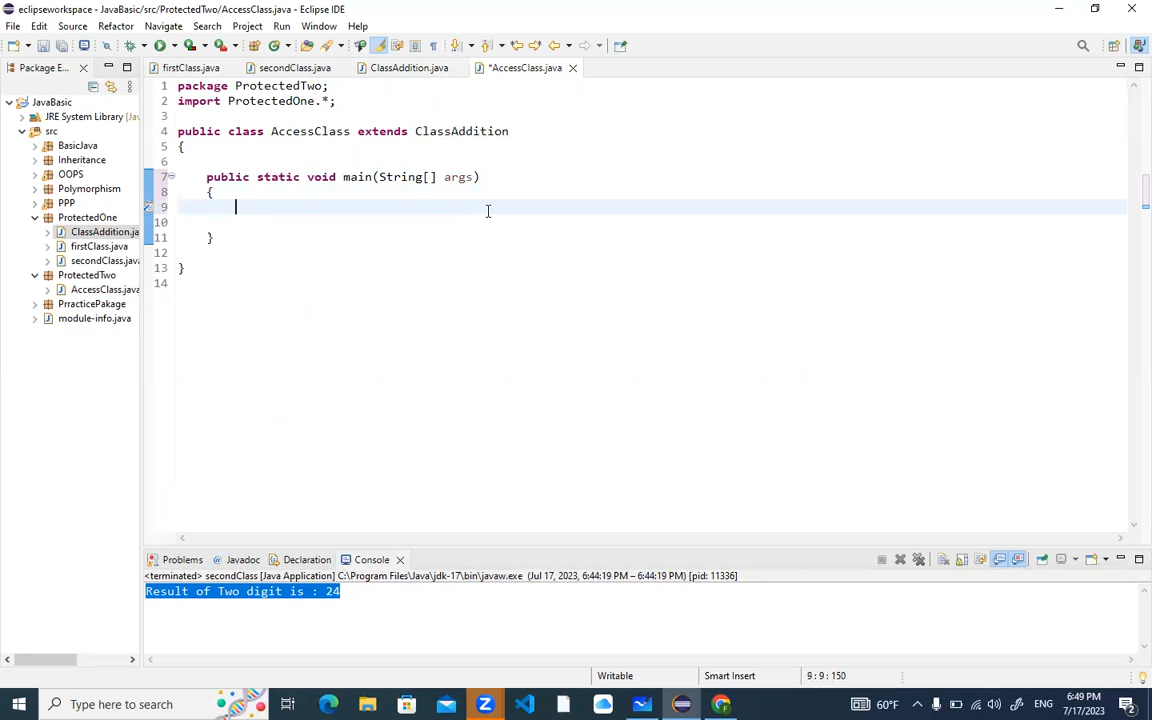 eclipseworkspace - JavaBasic/src/ProtectedTwo/AccessClass.java - Eclipse IDE
File Edit Source Refactor Navigate Search Project Run Window Help
Package E...
firstClass.java secondClass.java ClassAddition.java *AccessClass.java
JavaBasic
JRE System Library [Jav
src
BasicJava
Inheritance
OOPS
Polymorphism
PPP
ProtectedOne
ClassAddition.ja
firstClass.java
secondClass.java
ProtectedTwo
AccessClass.java
PrracticePakage
module-info.java
1 package ProtectedTwo;
2 import ProtectedOne.*;
3
4 public class AccessClass extends ClassAddition
5 {
6
7 public static void main(String[] args)
8 {
9
10
11 }
12
13 }
14
Problems Javadoc Declaration Console
<terminated> secondClass [Java Application] C:\Program Files\Java\jdk-17\bin\javaw.exe (Jul 17, 2023, 6:44:19 PM – 6:44:19 PM) [pid: 11336]
Result of Two digit is : 24
Writable Smart Insert 9 : 9 : 150
Type here to search
60°F ENG
6:49 PM
7/17/2023
2